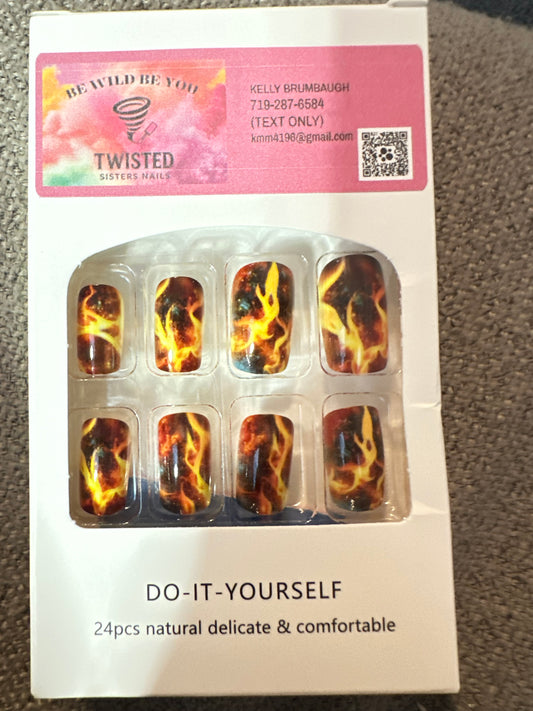 BE WILD BE YOU
TWISTED
SISTERS NAILS
KELLY BRUMBAUGH
719-287-6584
(TEXT ONLY)
kmm4196@gmail.com
DO-IT-YOURSELF
24pcs natural delicate & comfortable